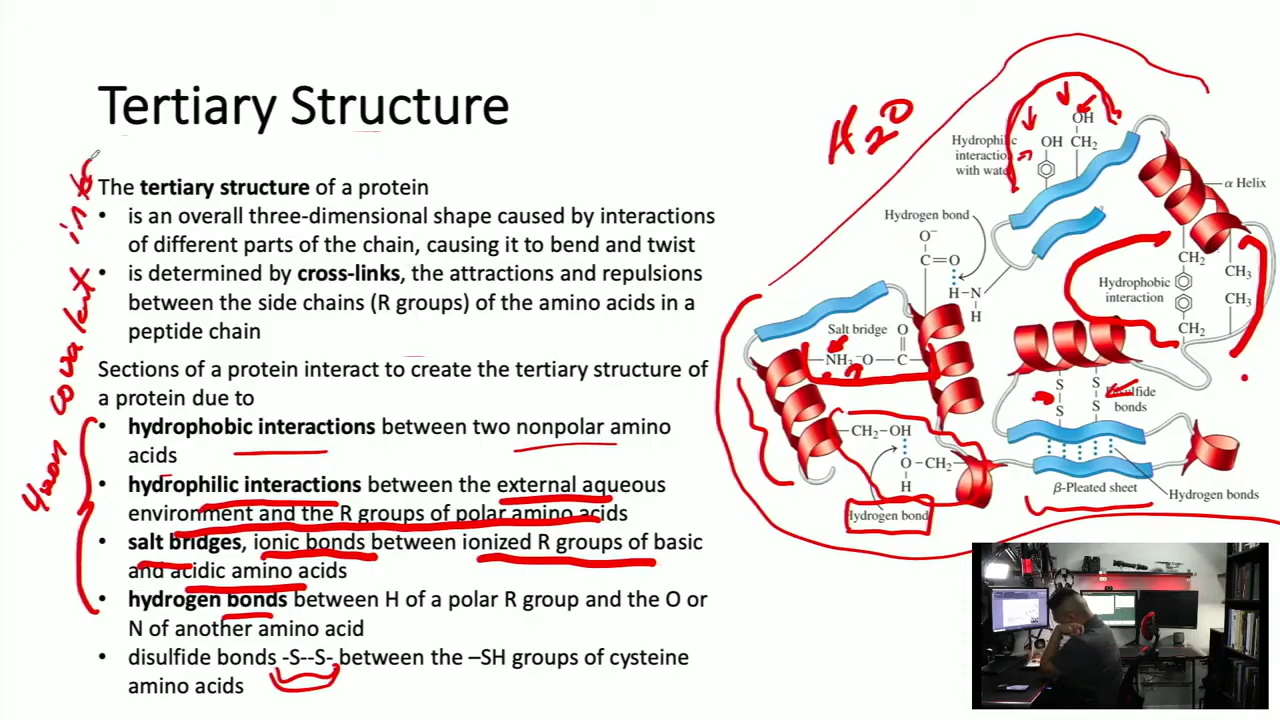 Tertiary Structure
The tertiary structure of a protein
• is an overall three-dimensional shape caused by interactions
of different parts of the chain, causing it to bend and twist
• is determined by cross-links, the attractions and repulsions
between the side chains (R groups) of the amino acids in a
peptide chain
Sections of a protein interact to create the tertiary structure of
a protein due to
• hydrophobic interactions between two nonpolar amino
acids
• hydrophilic interactions between the external aqueous
environment and the R groups of polar amino acids
• salt bridges, ionic bonds between ionized R groups of basic
and acidic amino acids
• hydrogen bonds between H of a polar R group and the O or
N of another amino acid
• disulfide bonds -S--S- between the –SH groups of cysteine
amino acids
H2O
Hydrophilic
interaction
with water
OH
OH CH2
α Helix
Hydrogen bond
O−
C=O
H–N
H
CH2
Hydrophobic
interaction
CH2
CH3
CH3
Salt bridge
O
−O–C
CH2–OH
O–CH2
H
Hydrogen bond
S
S
S
S
Disulfide
bonds
β-Pleated sheet
Hydrogen bonds
covalent